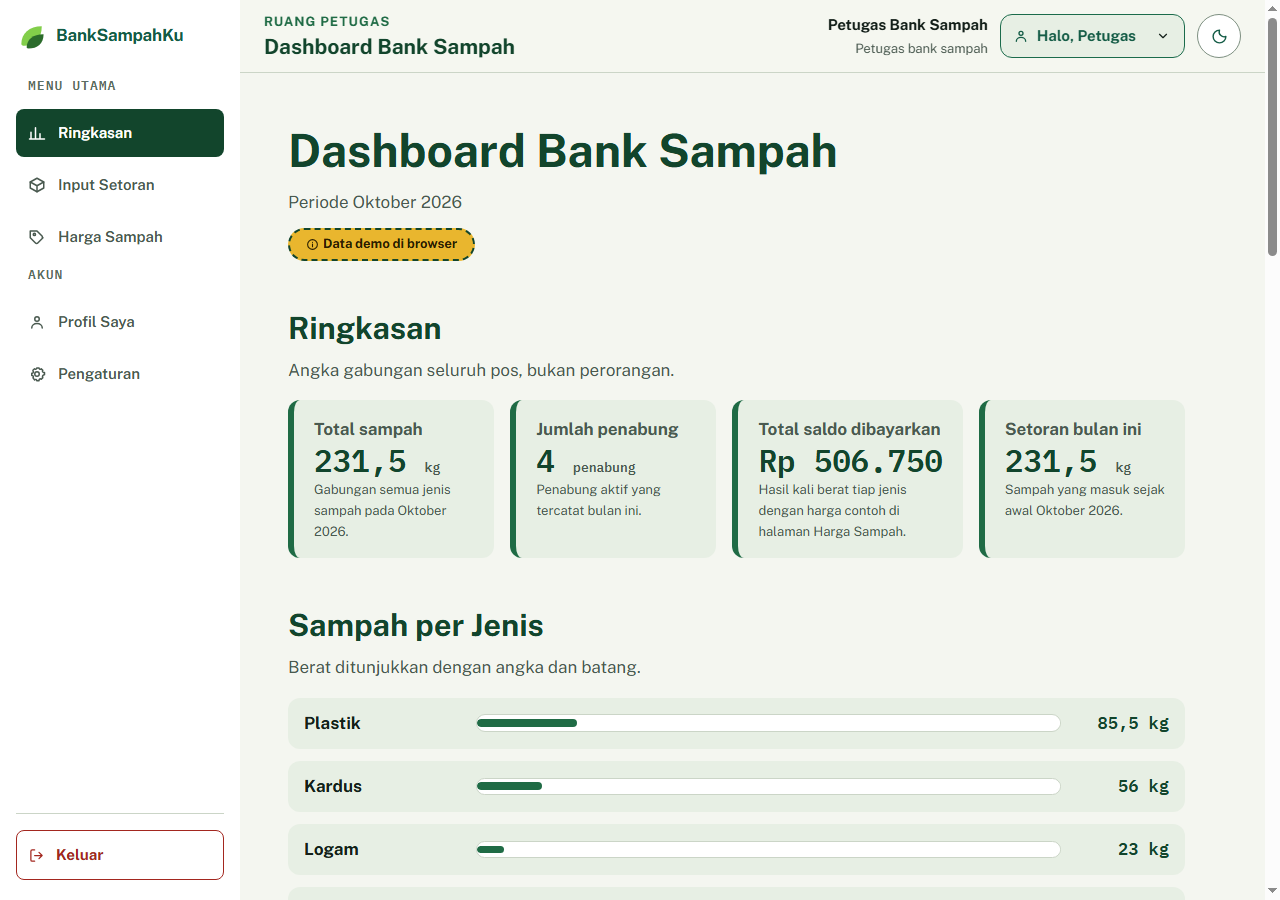 BankSampahKu
MENU UTAMA
Ringkasan
Input Setoran
Harga Sampah
AKUN
Profil Saya
Pengaturan
Keluar
RUANG PETUGAS
Dashboard Bank Sampah
Petugas Bank Sampah
Petugas bank sampah
Halo, Petugas
Dashboard Bank Sampah
Periode Oktober 2026
Data demo di browser
Ringkasan
Angka gabungan seluruh pos, bukan perorangan.
Total sampah
231,5 kg
Gabungan semua jenis
sampah pada Oktober
2026.
Jumlah penabung
4 penabung
Penabung aktif yang
tercatat bulan ini.
Total saldo dibayarkan
Rp 506.750
Hasil kali berat tiap jenis
dengan harga contoh di
halaman Harga Sampah.
Setoran bulan ini
231,5 kg
Sampah yang masuk sejak
awal Oktober 2026.
Sampah per Jenis
Berat ditunjukkan dengan angka dan batang.
Plastik 85,5 kg
Kardus 56 kg
Logam 23 kg